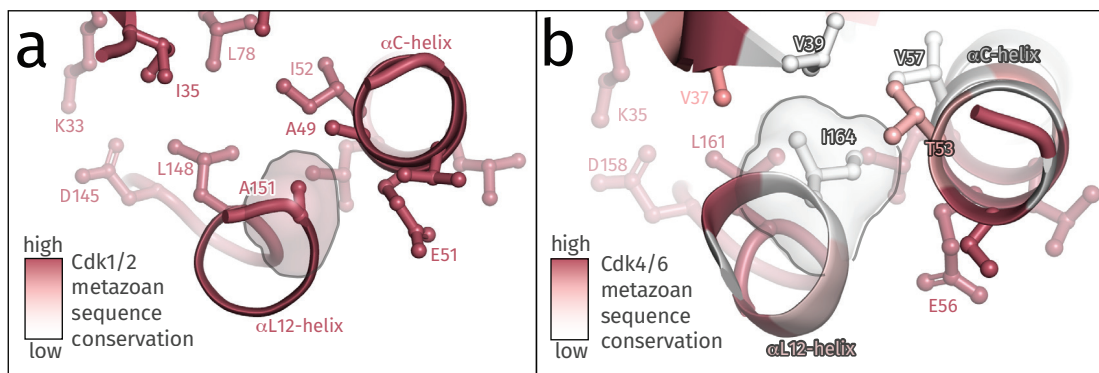 a
αC-helix
L78
I52
I35
A49
K33
L148
A151
D145
E51
high
Cdk1/2
metazoan
sequence
conservation
low
αL12-helix
b
V39
V57
αC-helix
V37
K35
I164
T53
L161
D158
high
Cdk4/6
metazoan
sequence
conservation
low
E56
αL12-helix